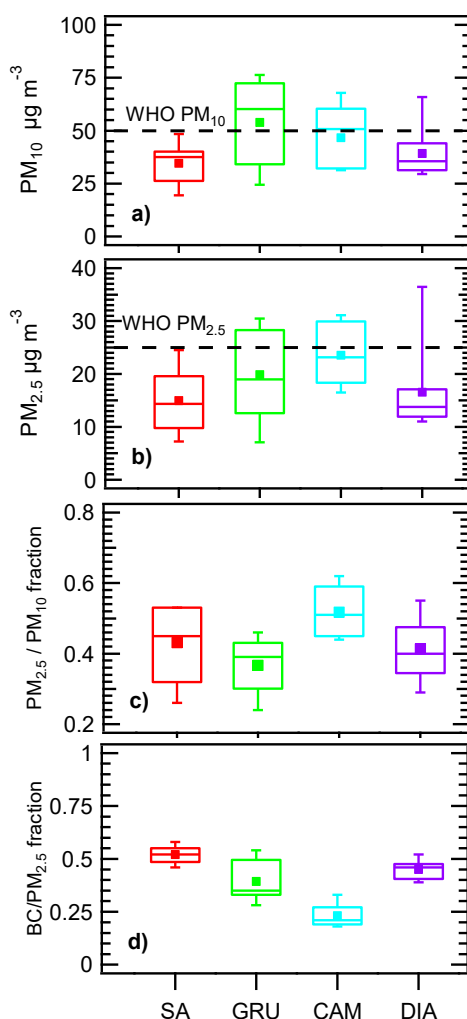 100
75
50
25
0
PM₁₀ µg m⁻³
WHO PM₁₀
a)
40
30
20
10
0
PM₂.₅ µg m⁻³
WHO PM₂.₅
b)
0.8
0.6
0.4
0.2
PM₂.₅ / PM₁₀ fraction
c)
1
0.75
0.5
0.25
0
BC/PM₂.₅ fraction
d)
SA GRU CAM DIA